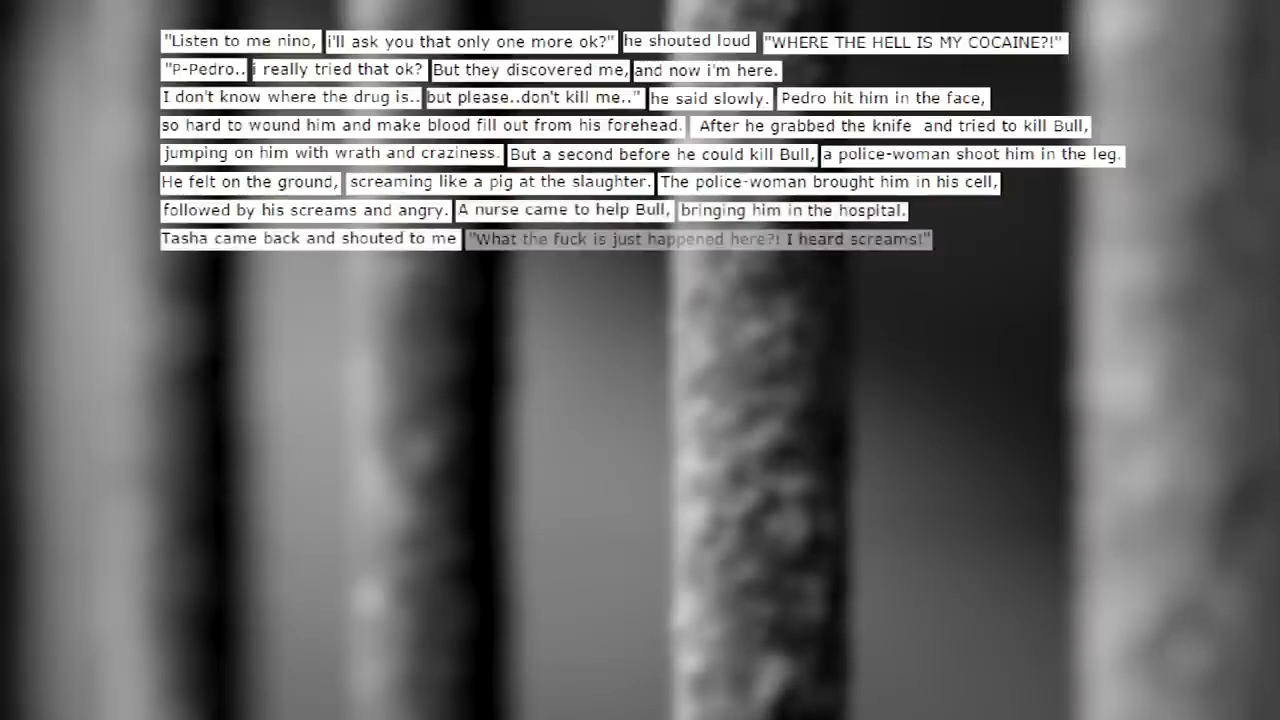 "Listen to me nino, i'll ask you that only one more ok?" he shouted loud "WHERE THE HELL IS MY COCAINE?!"
"P-Pedro.. i really tried that ok? But they discovered me, and now i'm here.
I don't know where the drug is.. but please..don't kill me.." he said slowly. Pedro hit him in the face,
so hard to wound him and make blood fill out from his forehead. After he grabbed the knife and tried to kill Bull,
jumping on him with wrath and craziness. But a second before he could kill Bull, a police-woman shoot him in the leg.
He felt on the ground, screaming like a pig at the slaughter. The police-woman brought him in his cell,
followed by his screams and angry. A nurse came to help Bull, bringing him in the hospital.
Tasha came back and shouted to me "What the fuck is just happened here?! I heard screams!"